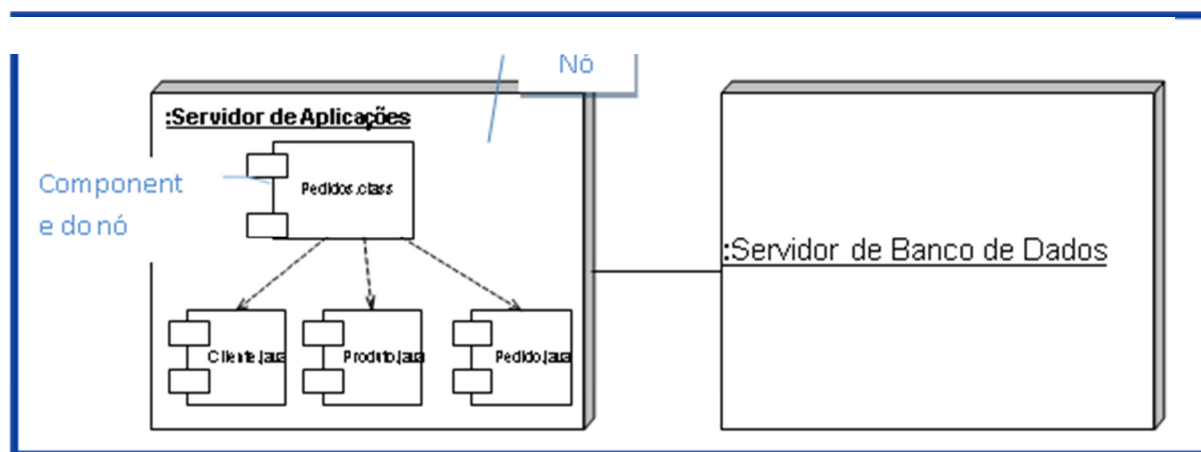 Nó
:Servidor de Aplicações
Pedidos.class
Component
e do nó
:Servidor de Banco de Dados
Cliente.java
Produto.java
Pedido.java